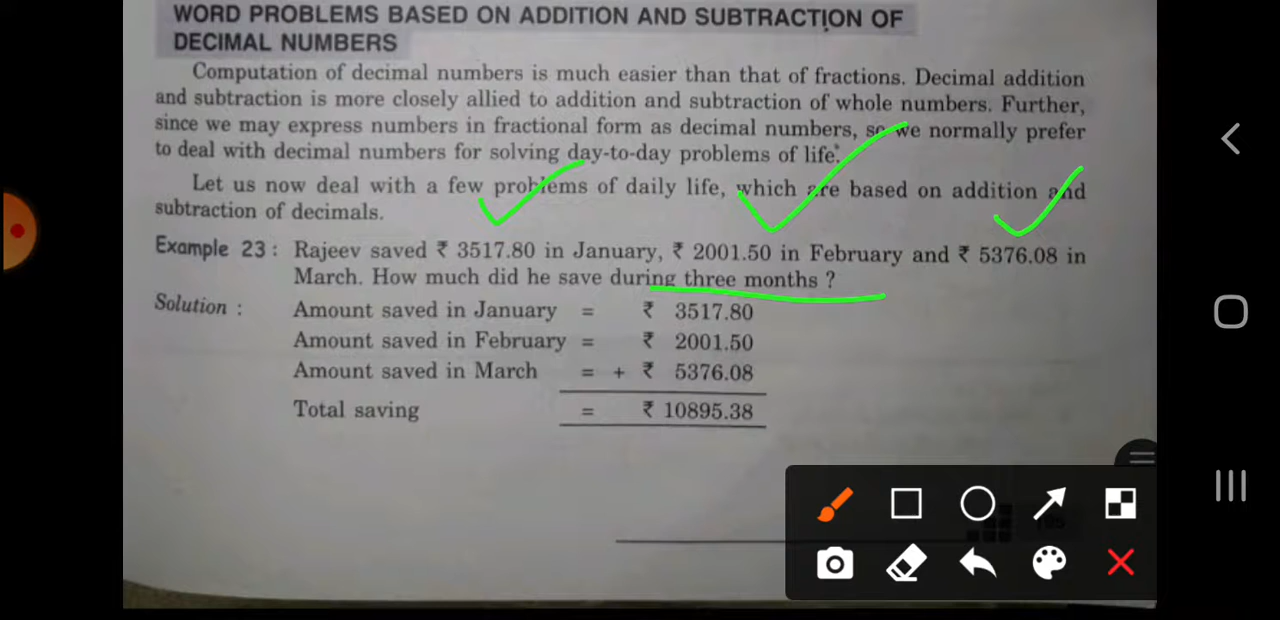 WORD PROBLEMS BASED ON ADDITION AND SUBTRACTION OF
DECIMAL NUMBERS
Computation of decimal numbers is much easier than that of fractions. Decimal addition
and subtraction is more closely allied to addition and subtraction of whole numbers. Further,
since we may express numbers in fractional form as decimal numbers, so we normally prefer
to deal with decimal numbers for solving day-to-day problems of life.
Let us now deal with a few problems of daily life, which are based on addition and
subtraction of decimals.
Example 23 : Rajeev saved ₹ 3517.80 in January, ₹ 2001.50 in February and ₹ 5376.08 in
March. How much did he save during three months ?
Solution : Amount saved in January = ₹ 3517.80
Amount saved in February = ₹ 2001.50
Amount saved in March = + ₹ 5376.08
Total saving = ₹ 10895.38